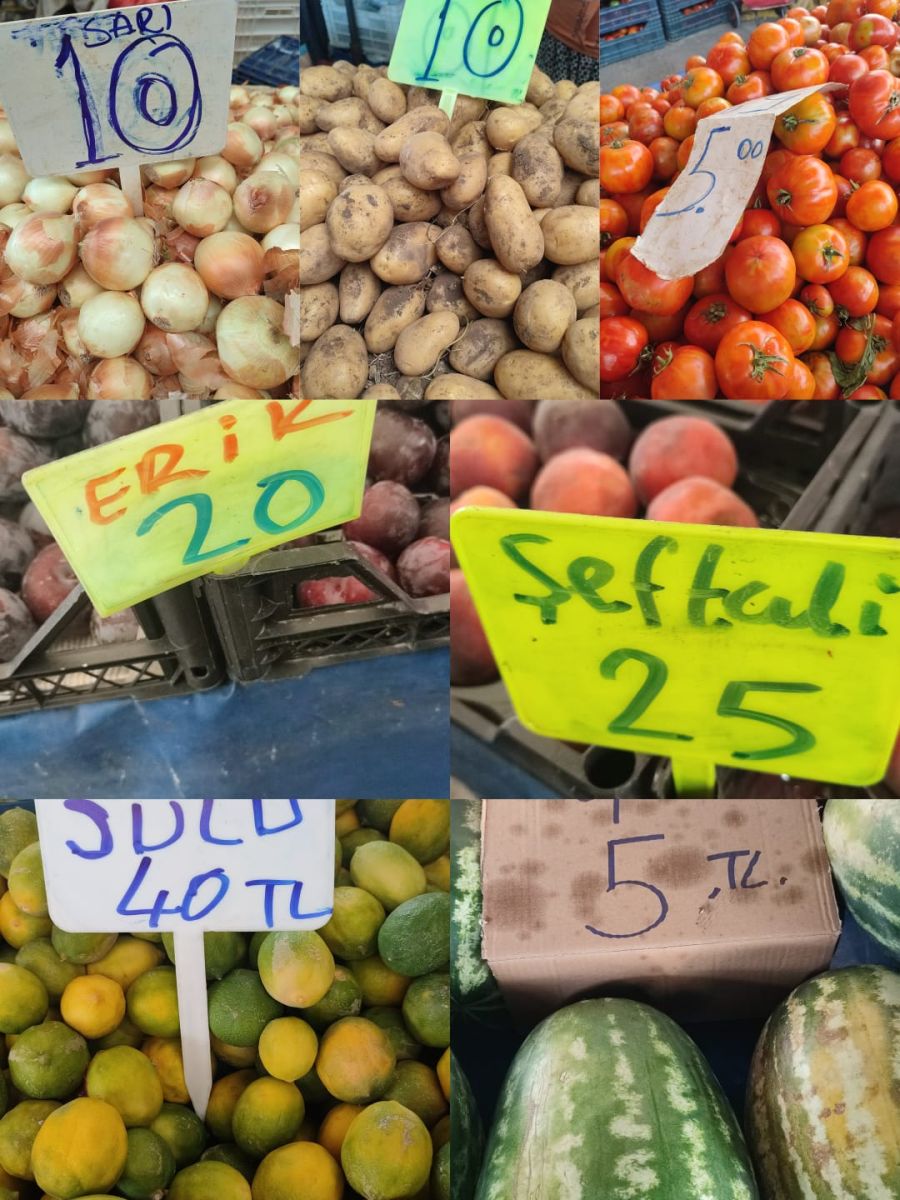 SARI
10
10
5.00
ERİK
20
Şeftali
25
SULU
40 TL
5 TL.